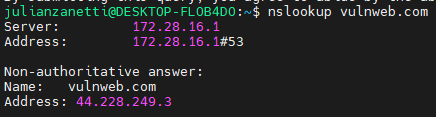 julianzanetti@DESKTOP-FLOB4DO:~$ nslookup vulnweb.com
Server:         172.28.16.1
Address:        172.28.16.1#53

Non-authoritative answer:
Name:   vulnweb.com
Address: 44.228.249.3